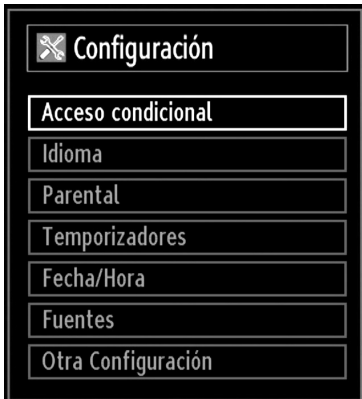 Configuración
Acceso condicional
Idioma
Parental
Temporizadores
Fecha/Hora
Fuentes
Otra Configuración